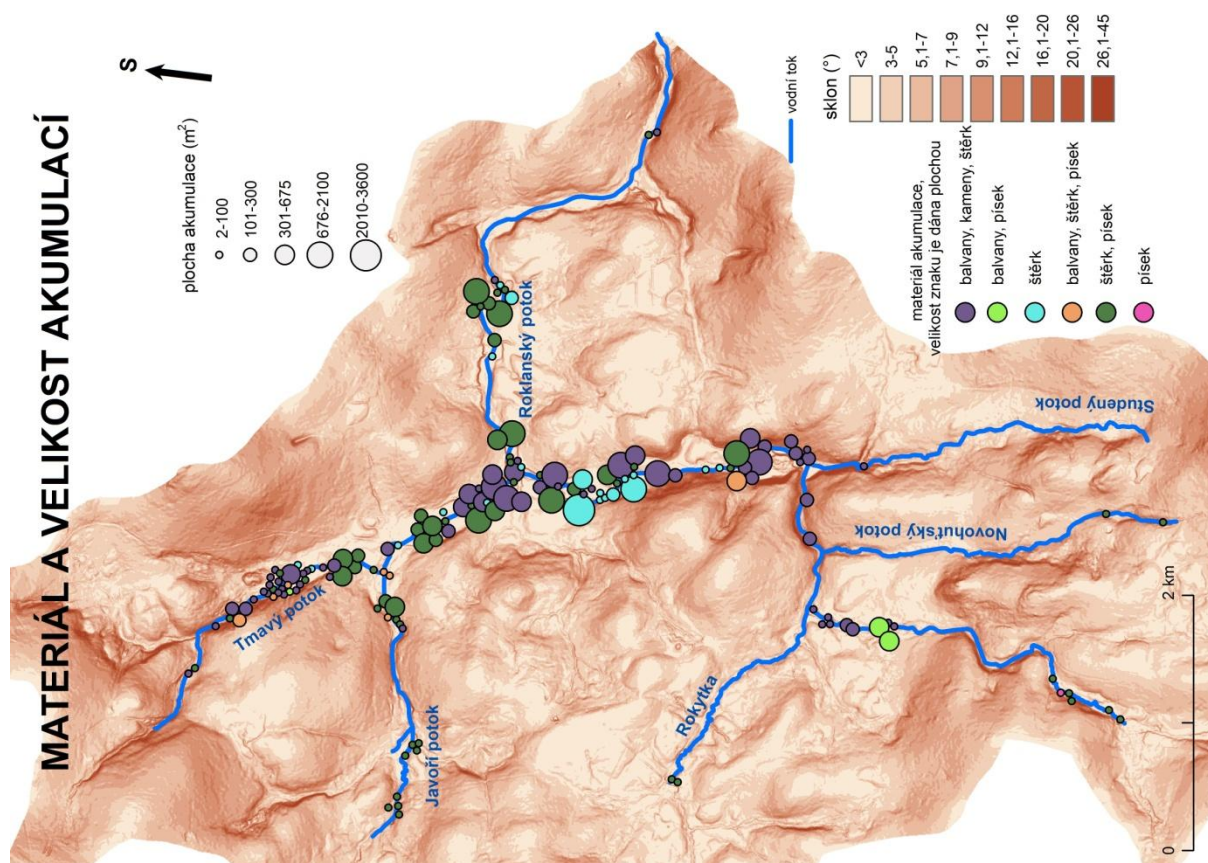 MATERIÁL A VELIKOST AKUMULACÍ
S
plocha akumulace (m²)
2-100
101-300
301-675
676-2100
2010-3600
Tmavý potok
Javoří potok
Roklanský potok
Rokytka
Novohuťský potok
Studený potok
vodní tok
sklon (°)
<3
3-5
5,1-7
7,1-9
9,1-12
12,1-16
16,1-20
20,1-26
26,1-45
materiál akumulace,
velikost znaku je dána plochou
balvany, kameny, štěrk
balvany, písek
štěrk
balvany, štěrk, písek
štěrk, písek
písek
0
2 km